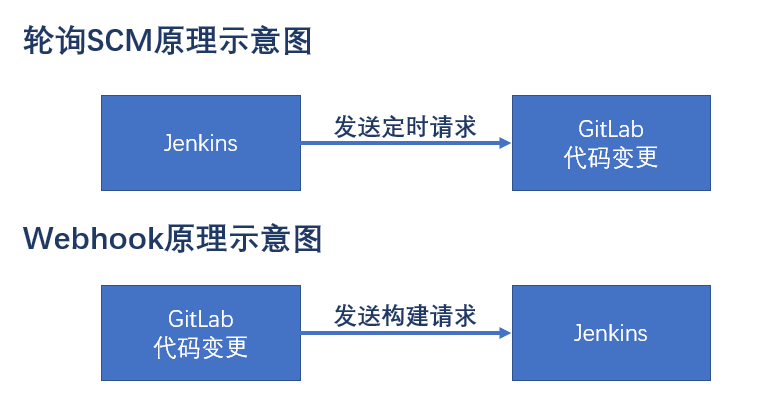 轮询SCM原理示意图
Jenkins
发送定时请求
GitLab
代码变更
Webhook原理示意图
GitLab
代码变更
发送构建请求
Jenkins